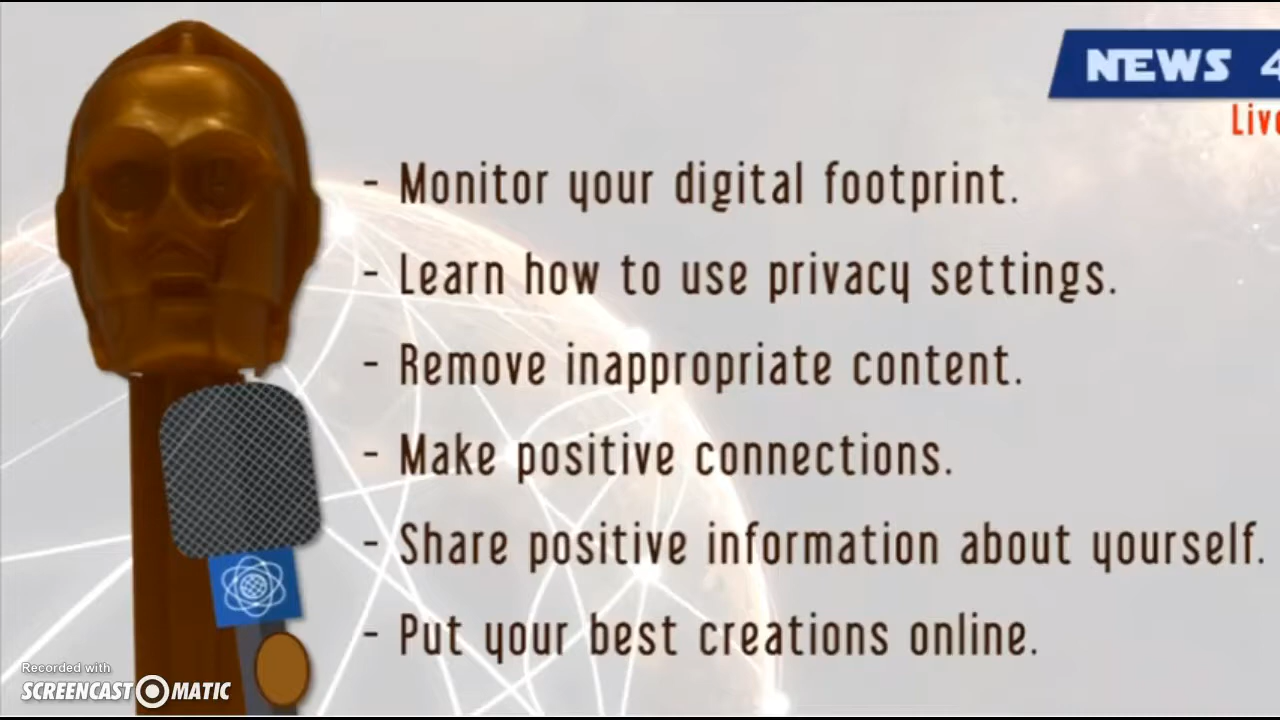 NEWS 4
Live
- Monitor your digital footprint.
- Learn how to use privacy settings.
- Remove inappropriate content.
- Make positive connections.
- Share positive information about yourself.
- Put your best creations online.
Recorded with
SCREENCAST MATIC